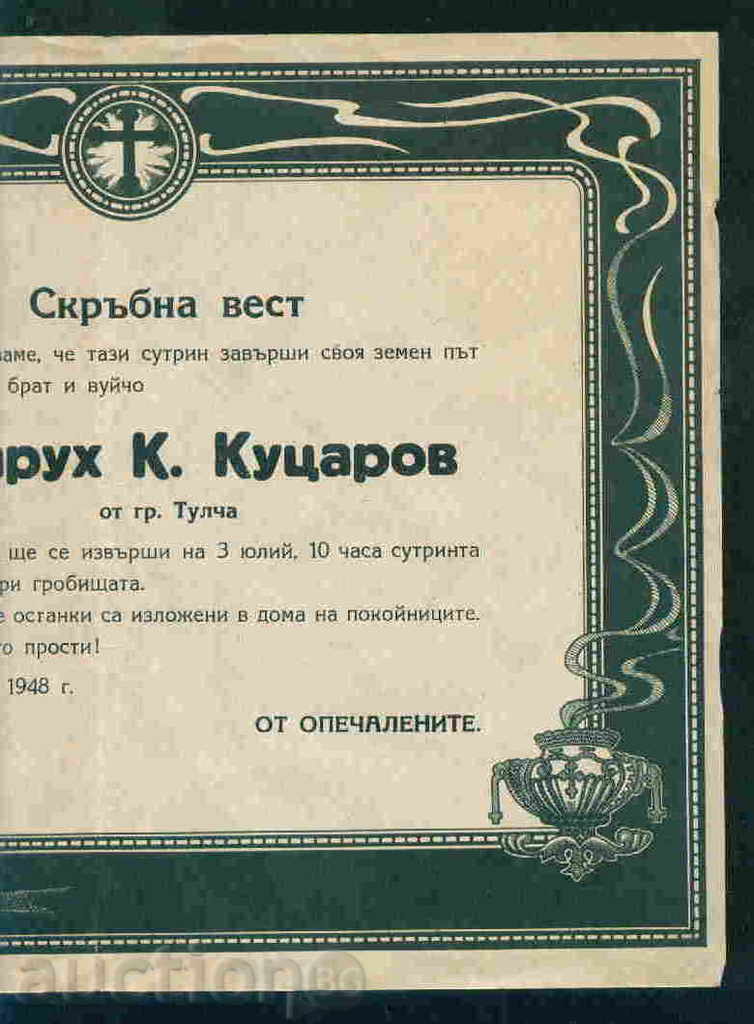 Скръбна вест
ваме, че тази сутрин завърши своя земен път
брат и вуйчо
рух К. Куцаров
от гр. Тулча
ще се извърши на 3 юлий, 10 часа сутринта
ри гробищата.
е останки са изложени в дома на покойниците.
о прости!
1948 г.
ОТ ОПЕЧАЛЕНИТЕ.
auction BG